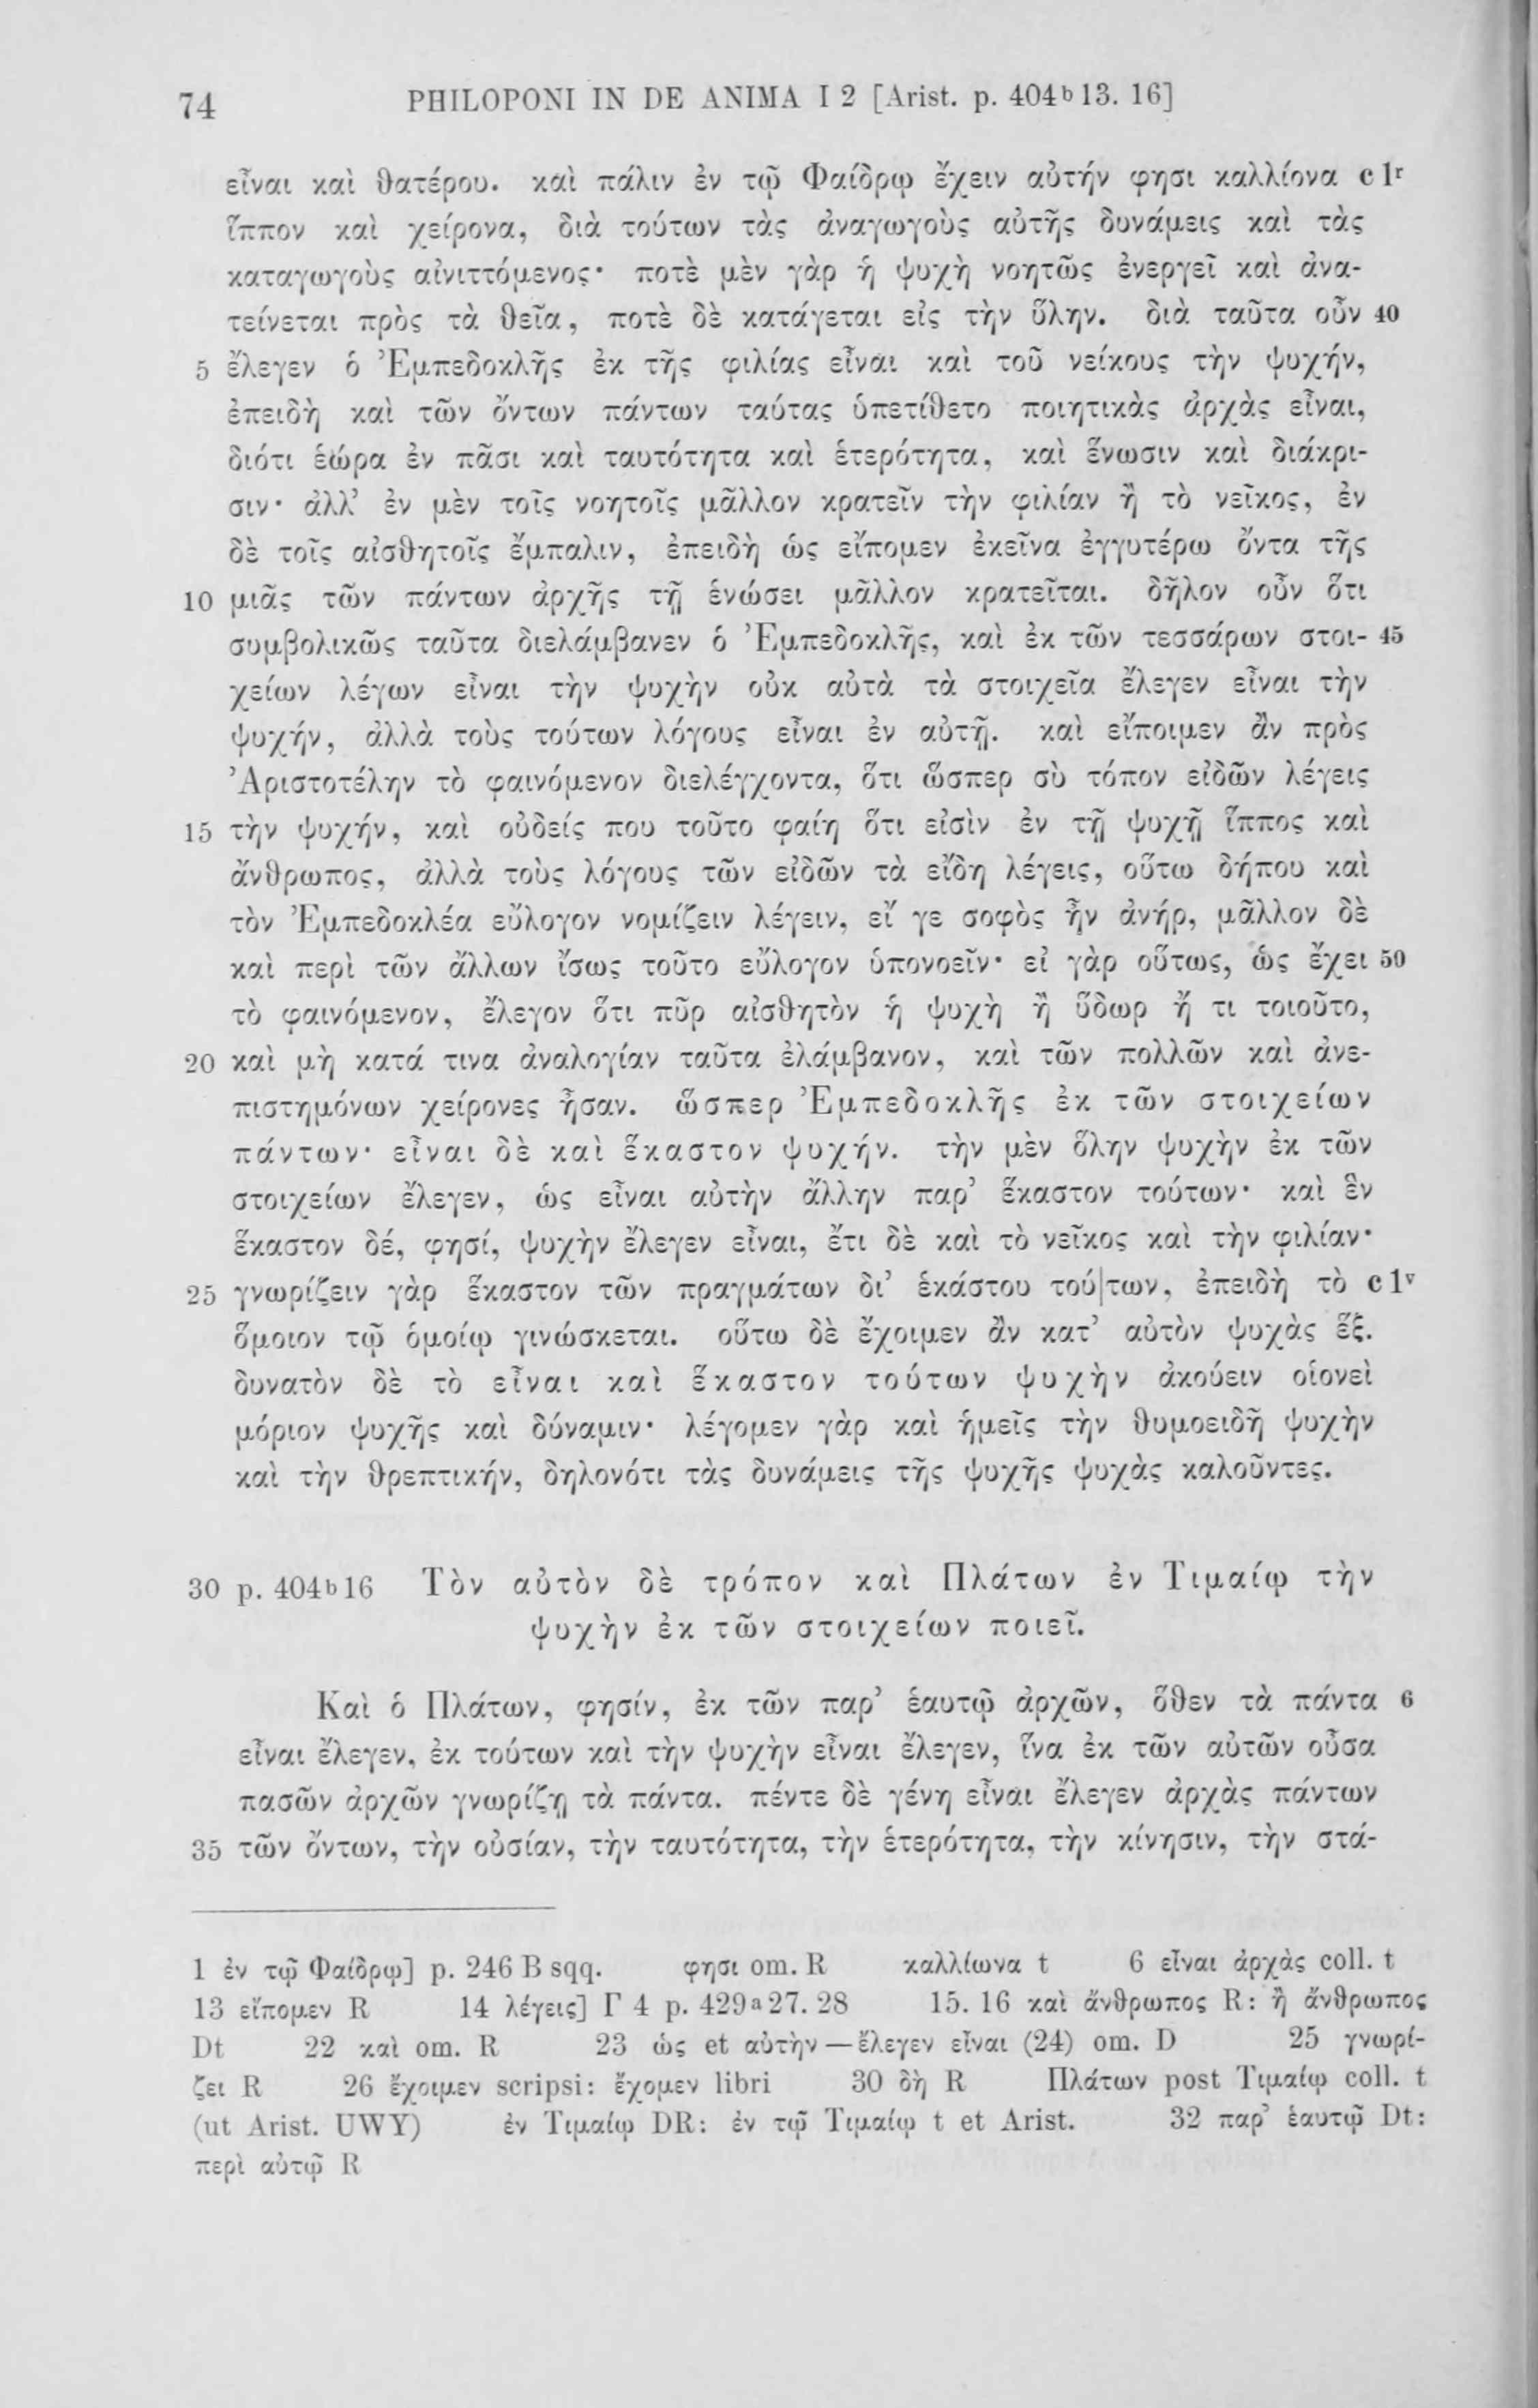 74 PHILOPONI IN DE ANIMA I 2 [Arist. p. 404b 13. 16]
εἶναι καὶ θατέρου. καὶ πάλιν ἐν τῷ Φαίδρῳ ἔχειν αὐτήν φησι καλλίονα c 1r
ἵππον καὶ χείρονα, διὰ τούτων τὰς ἀναγωγοὺς αὐτῆς δυνάμεις καὶ τὰς
καταγωγοὺς αἰνιττόμενος· ποτὲ μὲν γὰρ ἡ ψυχὴ νοητῶς ἐνεργεῖ καὶ ἀνα-
τείνεται πρὸς τὰ θεῖα, ποτὲ δὲ κατάγεται εἰς τὴν ὕλην. διὰ ταῦτα οὖν 40
5 ἔλεγεν ὁ Ἐμπεδοκλῆς ἐκ τῆς φιλίας εἶναι καὶ τοῦ νείκους τὴν ψυχήν,
ἐπειδὴ καὶ τῶν ὄντων πάντων ταύτας ὑπετίθετο ποιητικὰς ἀρχὰς εἶναι,
διότι ἑώρα ἐν πᾶσι καὶ ταυτότητα καὶ ἑτερότητα, καὶ ἕνωσιν καὶ διάκρι-
σιν· ἀλλ’ ἐν μὲν τοῖς νοητοῖς μᾶλλον κρατεῖν τὴν φιλίαν ἢ τὸ νεῖκος, ἐν
δὲ τοῖς αἰσθητοῖς ἔμπαλιν, ἐπειδὴ ὡς εἴπομεν ἐκεῖνα ἐγγυτέρω ὄντα τῆς
10 μιᾶς τῶν πάντων ἀρχῆς τῇ ἑνώσει μᾶλλον κρατεῖται. δῆλον οὖν ὅτι
συμβολικῶς ταῦτα διελάμβανεν ὁ Ἐμπεδοκλῆς, καὶ ἐκ τῶν τεσσάρων στοι- 45
χείων λέγων εἶναι τὴν ψυχὴν οὐκ αὐτὰ τὰ στοιχεῖα ἔλεγεν εἶναι τὴν
ψυχήν, ἀλλὰ τοὺς τούτων λόγους εἶναι ἐν αὐτῇ. καὶ εἴποιμεν ἂν πρὸς
Ἀριστοτέλην τὸ φαινόμενον διελέγχοντα, ὅτι ὥσπερ σὺ τόπον εἰδῶν λέγεις
15 τὴν ψυχήν, καὶ οὐδείς που τοῦτο φαίη ὅτι εἰσὶν ἐν τῇ ψυχῇ ἵππος καὶ
ἄνθρωπος, ἀλλὰ τοὺς λόγους τῶν εἰδῶν τὰ εἴδη λέγεις, οὕτω δήπου καὶ
τὸν Ἐμπεδοκλέα εὔλογον νομίζειν λέγειν, εἴ γε σοφὸς ἦν ἀνήρ, μᾶλλον δὲ
καὶ περὶ τῶν ἄλλων ἴσως τοῦτο εὔλογον ὑπονοεῖν· εἰ γὰρ οὕτως, ὡς ἔχει 50
τὸ φαινόμενον, ἔλεγον ὅτι πῦρ αἰσθητὸν ἡ ψυχὴ ἢ ὕδωρ ἤ τι τοιοῦτο,
20 καὶ μὴ κατά τινα ἀναλογίαν ταῦτα ἐλάμβανον, καὶ τῶν πολλῶν καὶ ἀνε-
πιστημόνων χείρονες ἦσαν. ὥσπερ Ἐμπεδοκλῆς ἐκ τῶν στοιχείων
πάντων· εἶναι δὲ καὶ ἕκαστον ψυχήν. τὴν μὲν ὅλην ψυχὴν ἐκ τῶν
στοιχείων ἔλεγεν, ὡς εἶναι αὐτὴν ἄλλην παρ’ ἕκαστον τούτων· καὶ ἓν
ἕκαστον δέ, φησί, ψυχὴν ἔλεγεν εἶναι, ἔτι δὲ καὶ τὸ νεῖκος καὶ τὴν φιλίαν·
25 γνωρίζειν γὰρ ἕκαστον τῶν πραγμάτων δι’ ἑκάστου τού|των, ἐπειδὴ τὸ c 1v
ὅμοιον τῷ ὁμοίῳ γινώσκεται. οὕτω δὲ ἔχοιμεν ἂν κατ’ αὐτὸν ψυχὰς ἕξ.
δυνατὸν δὲ τὸ εἶναι καὶ ἕκαστον τούτων ψυχὴν ἀκούειν οἱονεὶ
μόριον ψυχῆς καὶ δύναμιν· λέγομεν γὰρ καὶ ἡμεῖς τὴν θυμοειδῆ ψυχὴν
καὶ τὴν θρεπτικήν, δηλονότι τὰς δυνάμεις τῆς ψυχῆς ψυχὰς καλοῦντες.
30 p. 404b 16 Τὸν αὐτὸν δὲ τρόπον καὶ Πλάτων ἐν Τιμαίῳ τὴν
ψυχὴν ἐκ τῶν στοιχείων ποιεῖ.
Καὶ ὁ Πλάτων, φησίν, ἐκ τῶν παρ’ ἑαυτῷ ἀρχῶν, ὅθεν τὰ πάντα 6
εἶναι ἔλεγεν, ἐκ τούτων καὶ τὴν ψυχὴν εἶναι ἔλεγεν, ἵνα ἐκ τῶν αὐτῶν οὖσα
πασῶν ἀρχῶν γνωρίζῃ τὰ πάντα. πέντε δὲ γένη εἶναι ἔλεγεν ἀρχὰς πάντων
35 τῶν ὄντων, τὴν οὐσίαν, τὴν ταυτότητα, τὴν ἑτερότητα, τὴν κίνησιν, τὴν στά-
1 ἐν τῷ Φαίδρῳ] p. 246 B sqq. φησι om. R καλλίωνα t 6 εἶναι ἀρχὰς coll. t
13 εἴπομεν R 14 λέγεις] Γ 4 p. 429a 27. 28 15. 16 καὶ ἄνθρωπος R: ἢ ἄνθρωπος
Dt 22 καὶ om. R 23 ὡς et αὐτὴν — ἔλεγεν εἶναι (24) om. D 25 γνωρί-
ζει R 26 ἔχοιμεν scripsi: ἔχομεν libri 30 δὴ R Πλάτων post Τιμαίῳ coll. t
(ut Arist. UWY) ἐν Τιμαίῳ DR: ἐν τῷ Τιμαίῳ t et Arist. 32 παρ’ ἑαυτῷ Dt:
περὶ αὐτῷ R